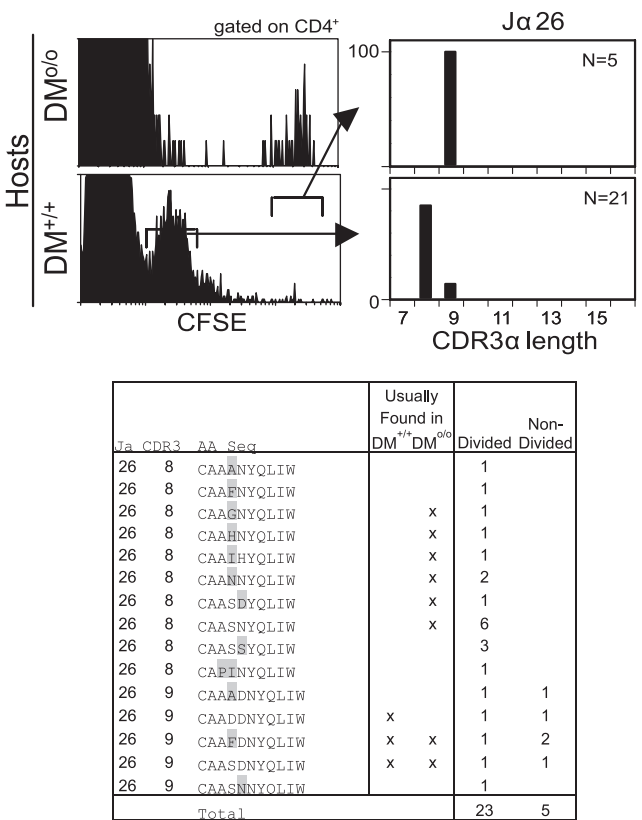 gated on CD4+
Jα 26
Hosts
DMo/o
100
N=5
DM+/+
N=21
0
7 9 11 13 15
CFSE
CDR3α length
Usually
Found in
Non-
Ja CDR3 AA Seq DM+/+ DMo/o Divided Divided
26 8 CAAANYQLIW 1
26 8 CAAFNYQLIW 1
26 8 CAAGNYQLIW x 1
26 8 CAAHNYQLIW x 1
26 8 CAAIHYQLIW x 1
26 8 CAANNYQLIW x 2
26 8 CAASDYQLIW x 1
26 8 CAASNYQLIW x 6
26 8 CAASSYQLIW 3
26 8 CAPINYQLIW 1
26 9 CAAADNYQLIW 1 1
26 9 CAADDNYQLIW x 1 1
26 9 CAAFDNYQLIW x x 1 2
26 9 CAASDNYQLIW x x 1 1
26 9 CAASNNYQLIW 1
Total 23 5